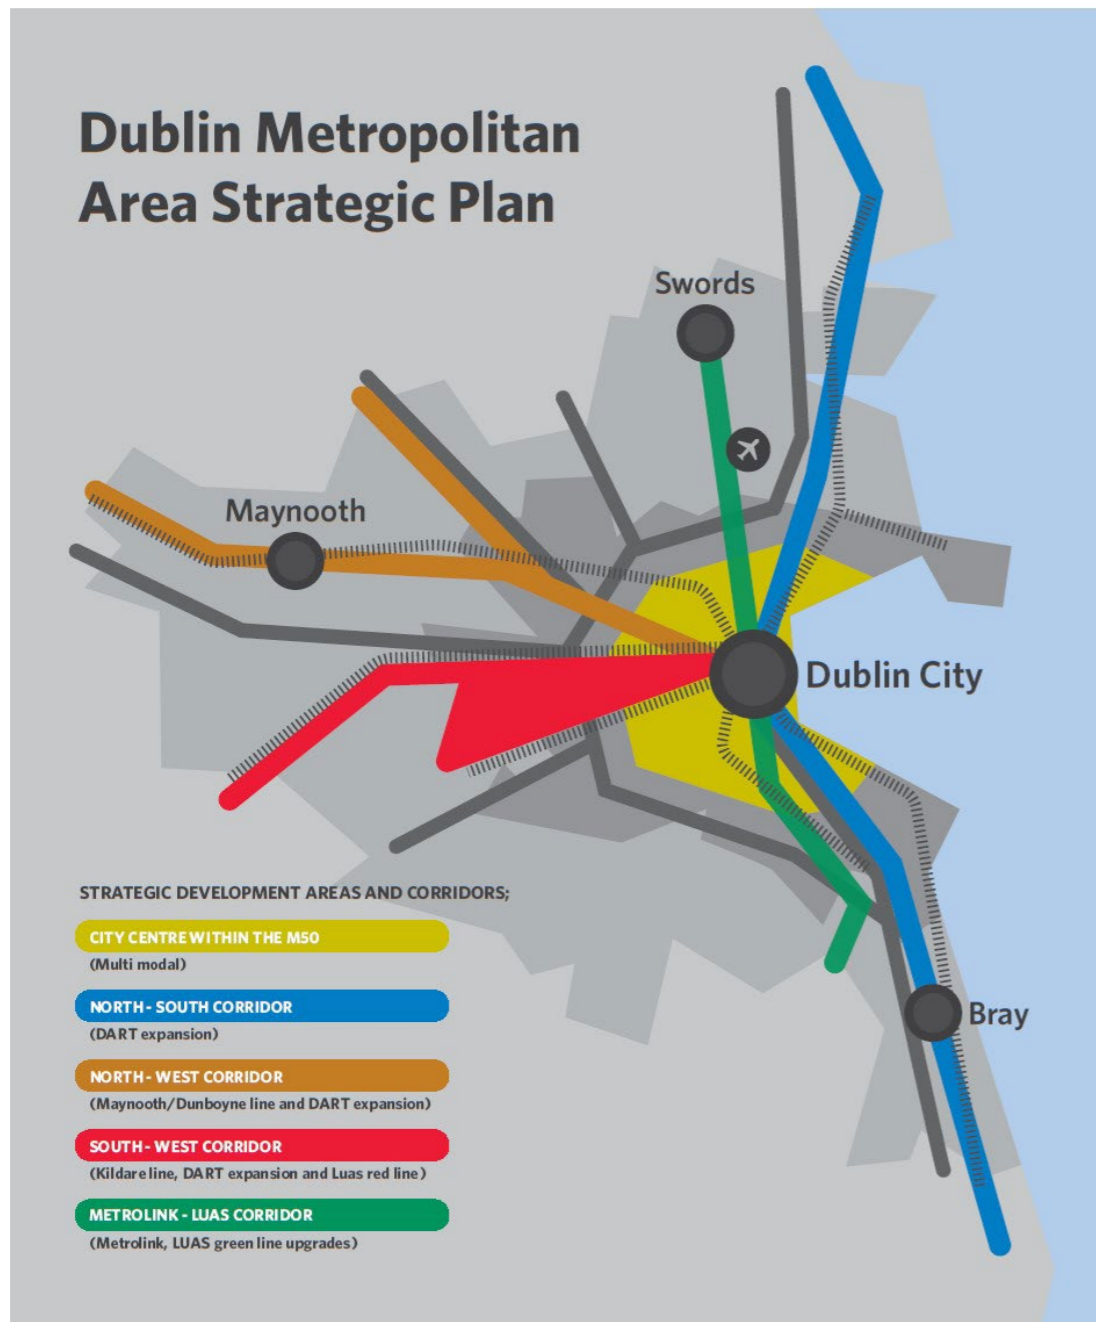 Dublin Metropolitan
Area Strategic Plan
Swords
Maynooth
Dublin City
Bray
STRATEGIC DEVELOPMENT AREAS AND CORRIDORS;
CITY CENTRE WITHIN THE M50
(Multi modal)
NORTH - SOUTH CORRIDOR
(DART expansion)
NORTH - WEST CORRIDOR
(Maynooth/Dunboyne line and DART expansion)
SOUTH - WEST CORRIDOR
(Kildare line, DART expansion and Luas red line)
METROLINK - LUAS CORRIDOR
(Metrolink, LUAS green line upgrades)